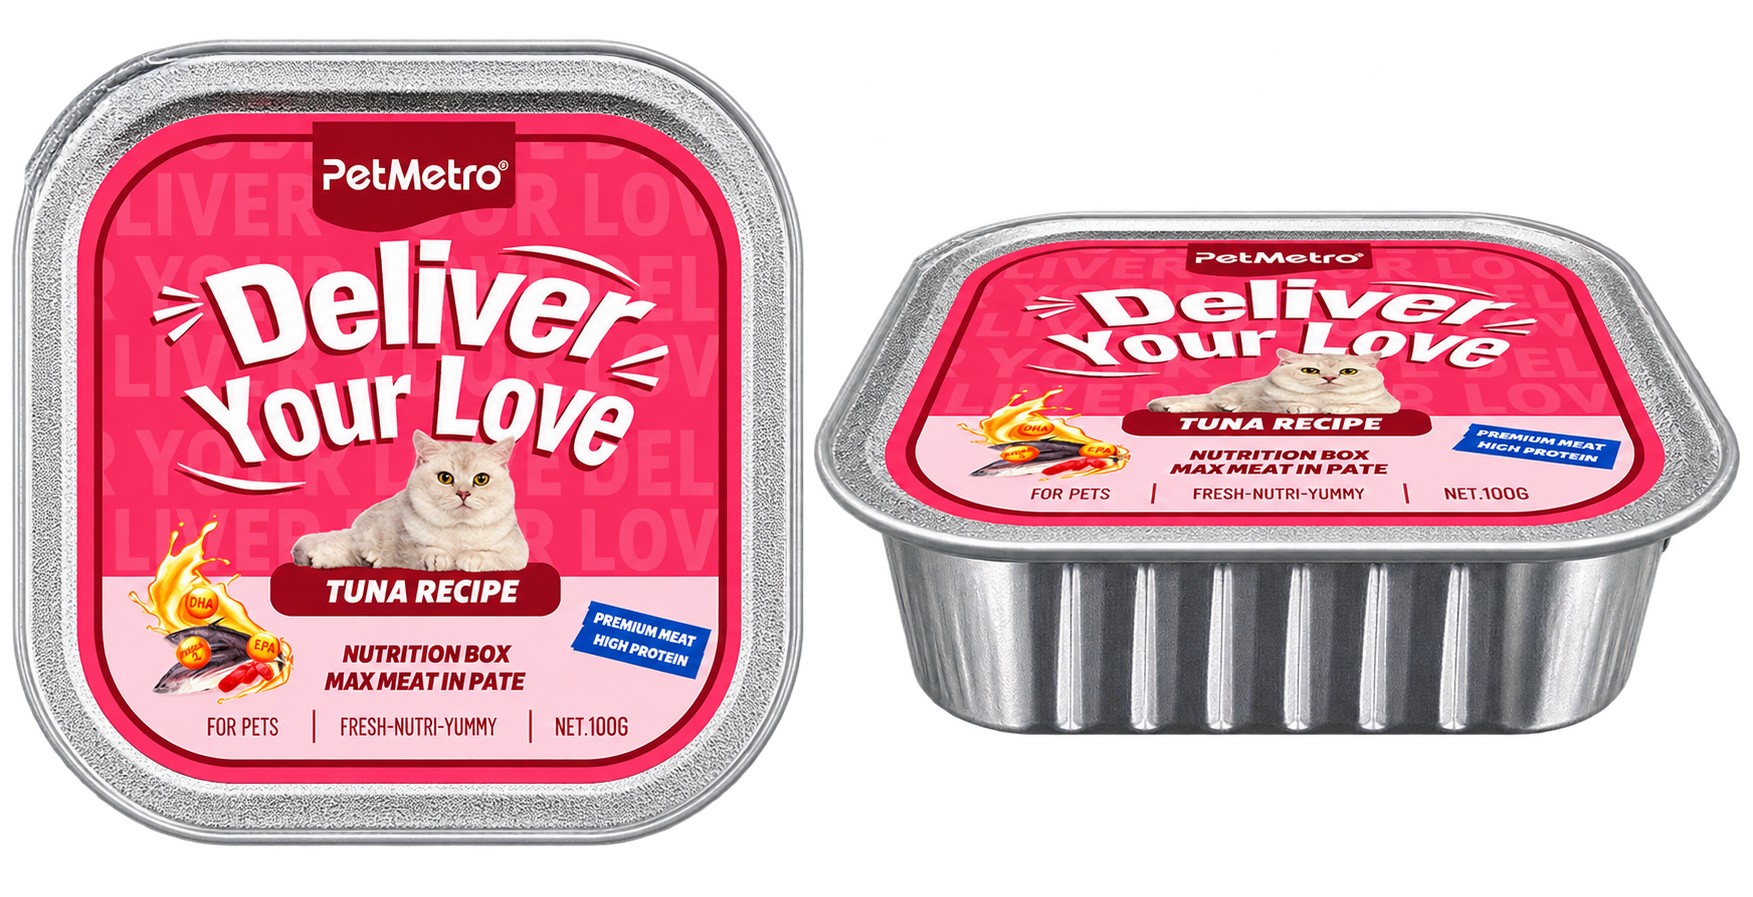 PetMetro®
Deliver
Your Love
DHA
EPA
TUNA RECIPE
PREMIUM MEAT
HIGH PROTEIN
NUTRITION BOX
MAX MEAT IN PATE
FOR PETS | FRESH-NUTRI-YUMMY | NET.100G
PetMetro®
Deliver
Your Love
DHA
EPA
TUNA RECIPE
PREMIUM MEAT
HIGH PROTEIN
NUTRITION BOX
MAX MEAT IN PATE
FOR PETS | FRESH-NUTRI-YUMMY | NET.100G